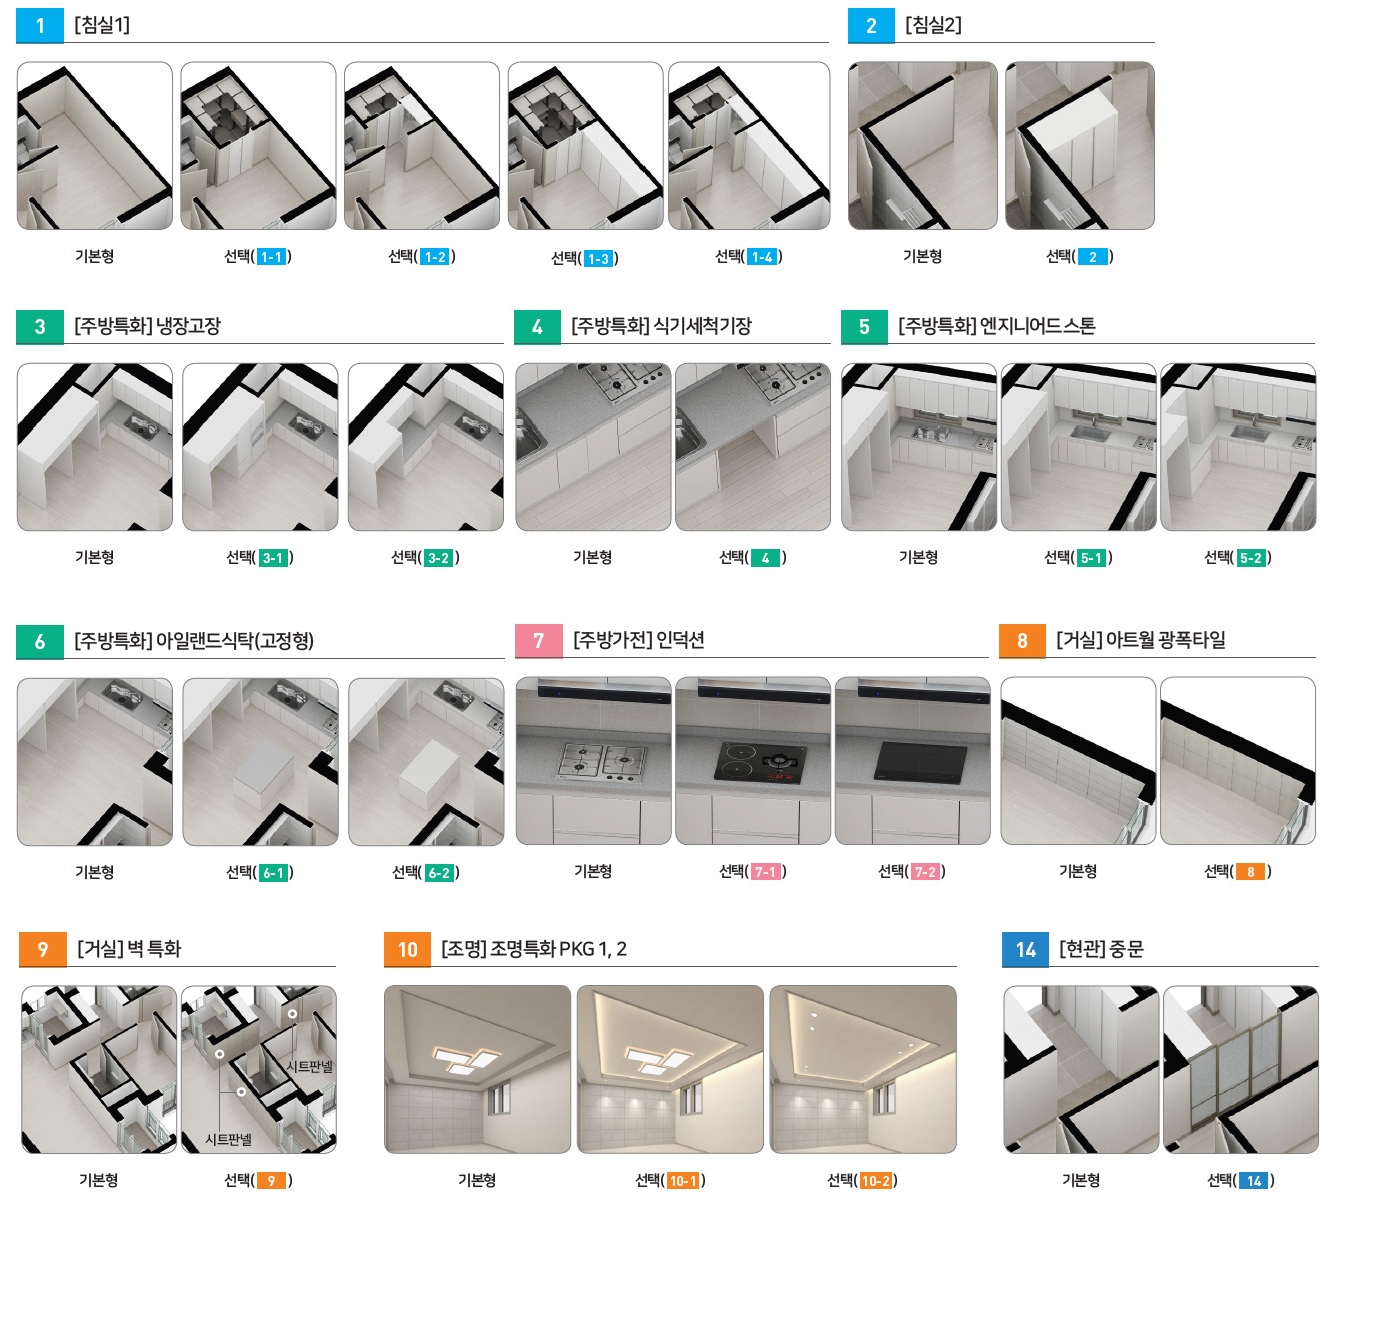 1 [침실1]
2 [침실2]
기본형 선택( 1-1 ) 선택( 1-2 ) 선택( 1-3 ) 선택( 1-4 ) 기본형 선택( 2 )
3 [주방특화] 냉장고장
4 [주방특화] 식기세척기장
5 [주방특화] 엔지니어드 스톤
기본형 선택( 3-1 ) 선택( 3-2 ) 기본형 선택( 4 ) 기본형 선택( 5-1 ) 선택( 5-2 )
6 [주방특화] 아일랜드식탁(고정형)
7 [주방가전] 인덕션
8 [거실] 아트월 광폭타일
기본형 선택( 6-1 ) 선택( 6-2 ) 기본형 선택( 7-1 ) 선택( 7-2 ) 기본형 선택( 8 )
9 [거실] 벽 특화
10 [조명] 조명특화 PKG 1, 2
14 [현관] 중문
시트판넬
시트판넬
기본형 선택( 9 ) 기본형 선택( 10-1 ) 선택( 10-2 ) 기본형 선택( 14 )